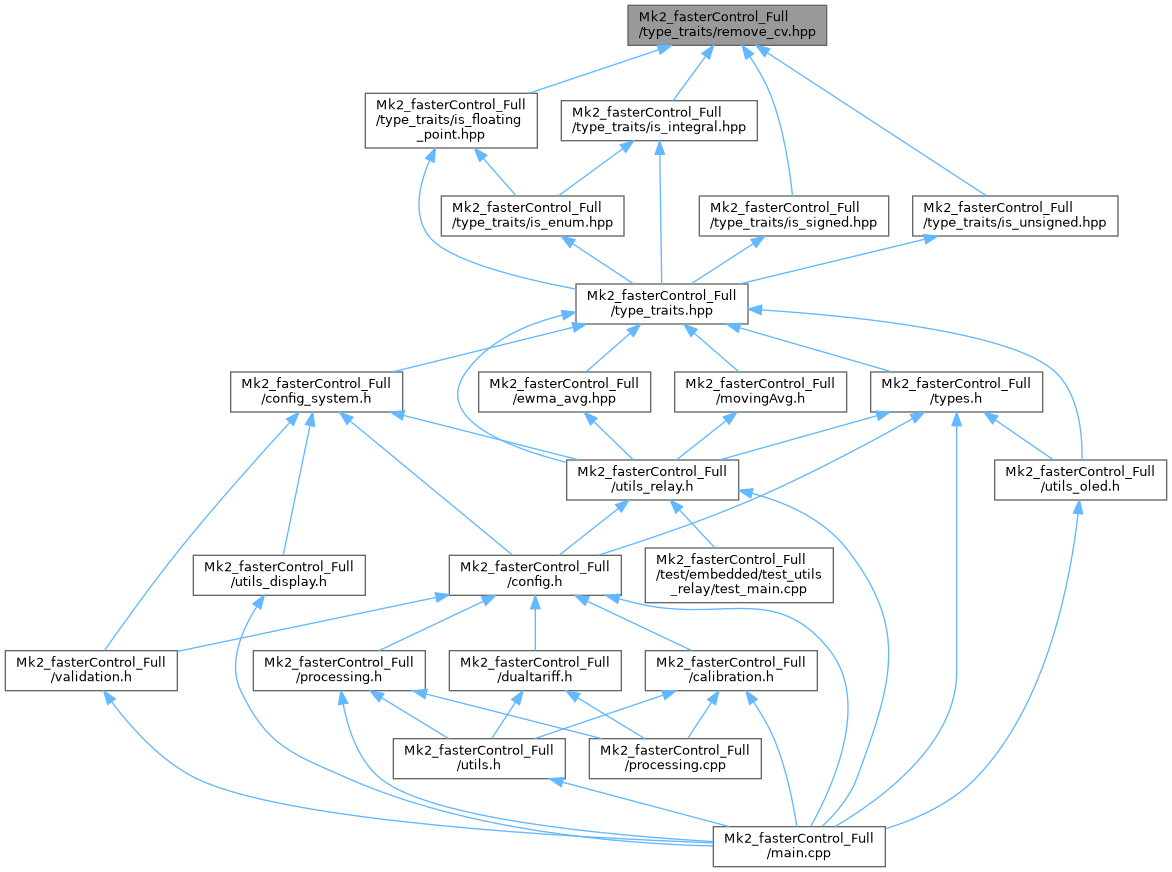 Mk2_fasterControl_Full
/type_traits/remove_cv.hpp
Mk2_fasterControl_Full
/type_traits/is_floating
_point.hpp
Mk2_fasterControl_Full
/type_traits/is_integral.hpp
Mk2_fasterControl_Full
/type_traits/is_enum.hpp
Mk2_fasterControl_Full
/type_traits/is_signed.hpp
Mk2_fasterControl_Full
/type_traits/is_unsigned.hpp
Mk2_fasterControl_Full
/type_traits.hpp
Mk2_fasterControl_Full
/config_system.h
Mk2_fasterControl_Full
/ewma_avg.hpp
Mk2_fasterControl_Full
/movingAvg.h
Mk2_fasterControl_Full
/types.h
Mk2_fasterControl_Full
/utils_relay.h
Mk2_fasterControl_Full
/utils_oled.h
Mk2_fasterControl_Full
/utils_display.h
Mk2_fasterControl_Full
/config.h
Mk2_fasterControl_Full
/test/embedded/test_utils
_relay/test_main.cpp
Mk2_fasterControl_Full
/validation.h
Mk2_fasterControl_Full
/processing.h
Mk2_fasterControl_Full
/dualtariff.h
Mk2_fasterControl_Full
/calibration.h
Mk2_fasterControl_Full
/utils.h
Mk2_fasterControl_Full
/processing.cpp
Mk2_fasterControl_Full
/main.cpp